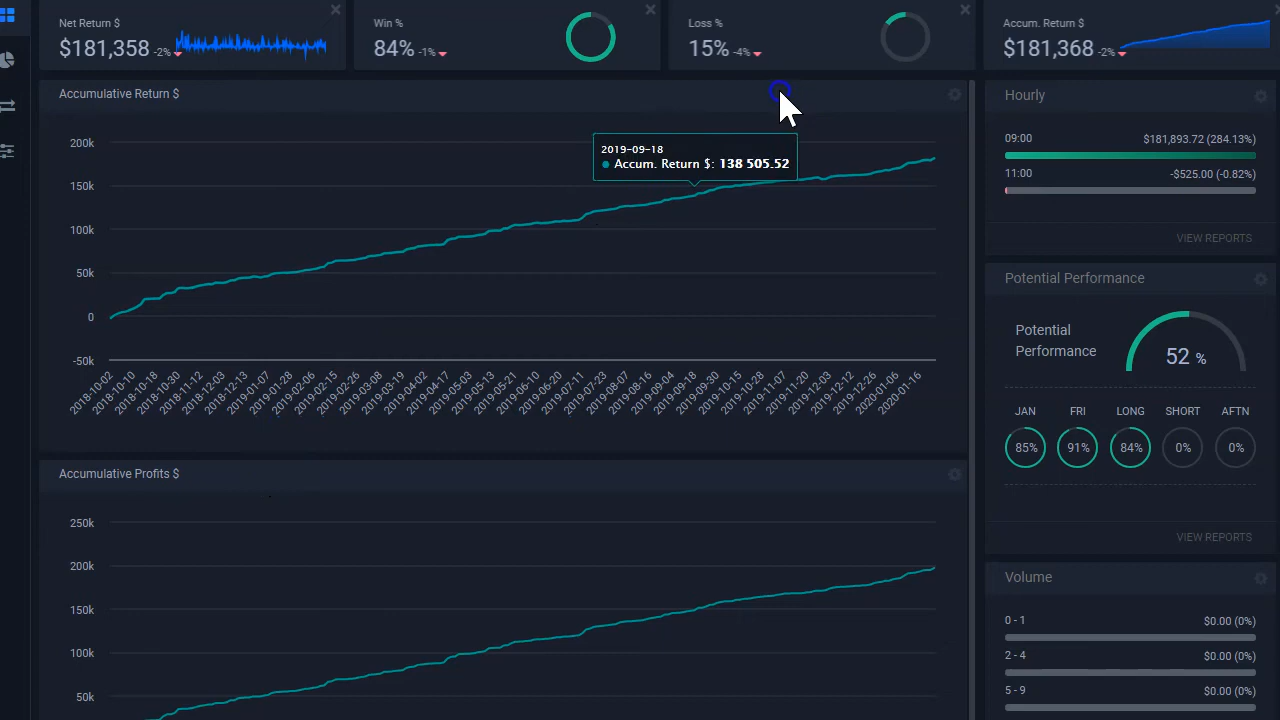 Net Return $
$181,358 -2%
Win %
84% -1%
Loss %
15% -4%
Accum. Return $
$181,368 -2%
Accumulative Return $
200k
150k
100k
50k
0
-50k
2019-09-18
Accum. Return $: 138 505.52
2018-10-02
2018-10-10
2018-10-18
2018-10-30
2018-11-12
2018-12-03
2018-12-13
2019-01-07
2019-01-28
2019-02-06
2019-02-15
2019-02-26
2019-03-08
2019-03-19
2019-04-01
2019-04-17
2019-05-03
2019-05-13
2019-05-21
2019-06-10
2019-06-20
2019-07-11
2019-07-23
2019-08-07
2019-08-16
2019-09-04
2019-09-18
2019-09-30
2019-10-15
2019-10-28
2019-11-07
2019-11-20
2019-12-03
2019-12-12
2019-12-26
2020-01-06
2020-01-16
Accumulative Profits $
250k
200k
150k
100k
50k
Hourly
09:00 $181,893.72 (284.13%)
11:00 -$525.00 (-0.82%)
VIEW REPORTS
Potential Performance
Potential
Performance
52 %
JAN FRI LONG SHORT AFTN
85% 91% 84% 0% 0%
VIEW REPORTS
Volume
0 - 1 $0.00 (0%)
2 - 4 $0.00 (0%)
5 - 9 $0.00 (0%)